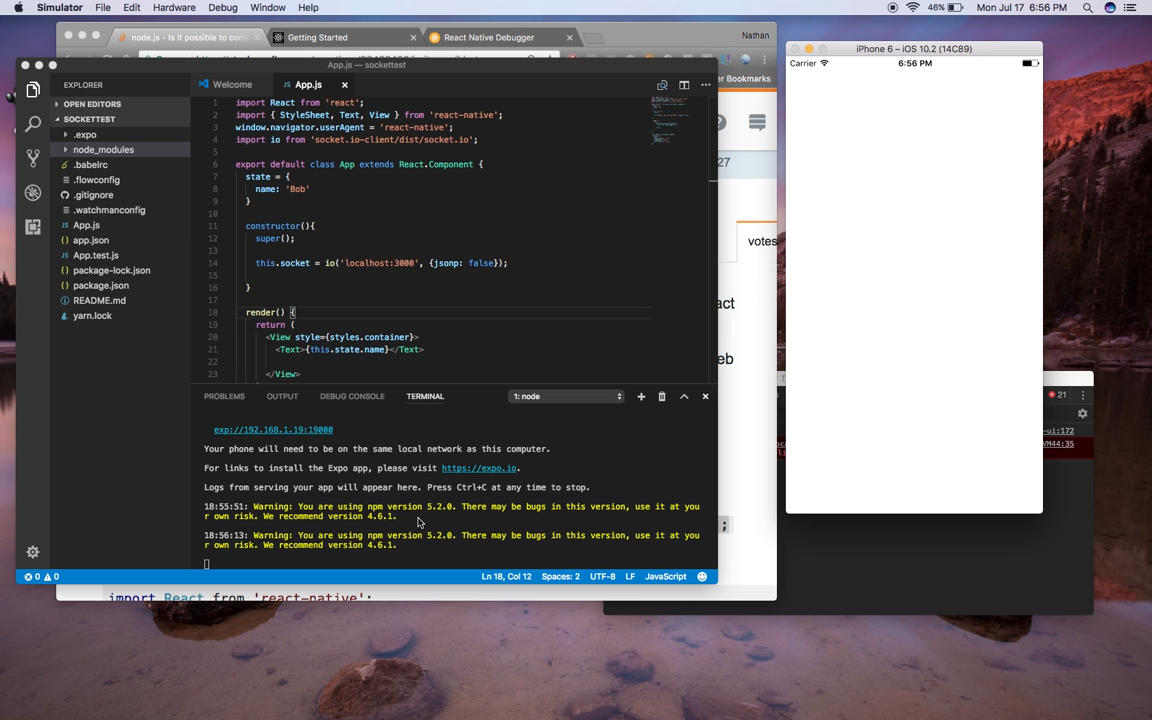 Simulator File Edit Hardware Debug Window Help
46% Mon Jul 17 6:56 PM
node.js - Is it possible to com
Getting Started
React Native Debugger
Nathan
App.js — sockettest
er Bookmarks
EXPLORER
OPEN EDITORS
SOCKETTEST
.expo
node_modules
.babelrc
.flowconfig
.gitignore
.watchmanconfig
App.js
app.json
App.test.js
package-lock.json
package.json
README.md
yarn.lock
Welcome
App.js
1 import React from 'react';
2 import { StyleSheet, Text, View } from 'react-native';
3 window.navigator.userAgent = 'react-native';
4 import io from 'socket.io-client/dist/socket.io';
5
6 export default class App extends React.Component {
7 state = {
8 name: 'Bob'
9 }
10
11 constructor(){
12 super();
13
14 this.socket = io('localhost:3000', {jsonp: false});
15
16 }
17
18 render() {
19 return (
20 <View style={styles.container}>
21 <Text>{this.state.name}</Text>
22
23 </View>
PROBLEMS OUTPUT DEBUG CONSOLE TERMINAL
1: node
exp://192.168.1.19:19000
Your phone will need to be on the same local network as this computer.
For links to install the Expo app, please visit https://expo.io.
Logs from serving your app will appear here. Press Ctrl+C at any time to stop.
18:55:51: Warning: You are using npm version 5.2.0. There may be bugs in this version, use it at you
r own risk. We recommend version 4.6.1.
18:56:13: Warning: You are using npm version 5.2.0. There may be bugs in this version, use it at you
r own risk. We recommend version 4.6.1.
0 0
Ln 18, Col 12 Spaces: 2 UTF-8 LF JavaScript
import React from 'react-native';
27
votes
act
eb
;
iPhone 6 – iOS 10.2 (14C89)
Carrier 6:56 PM
21
-ui:172
VM44:35